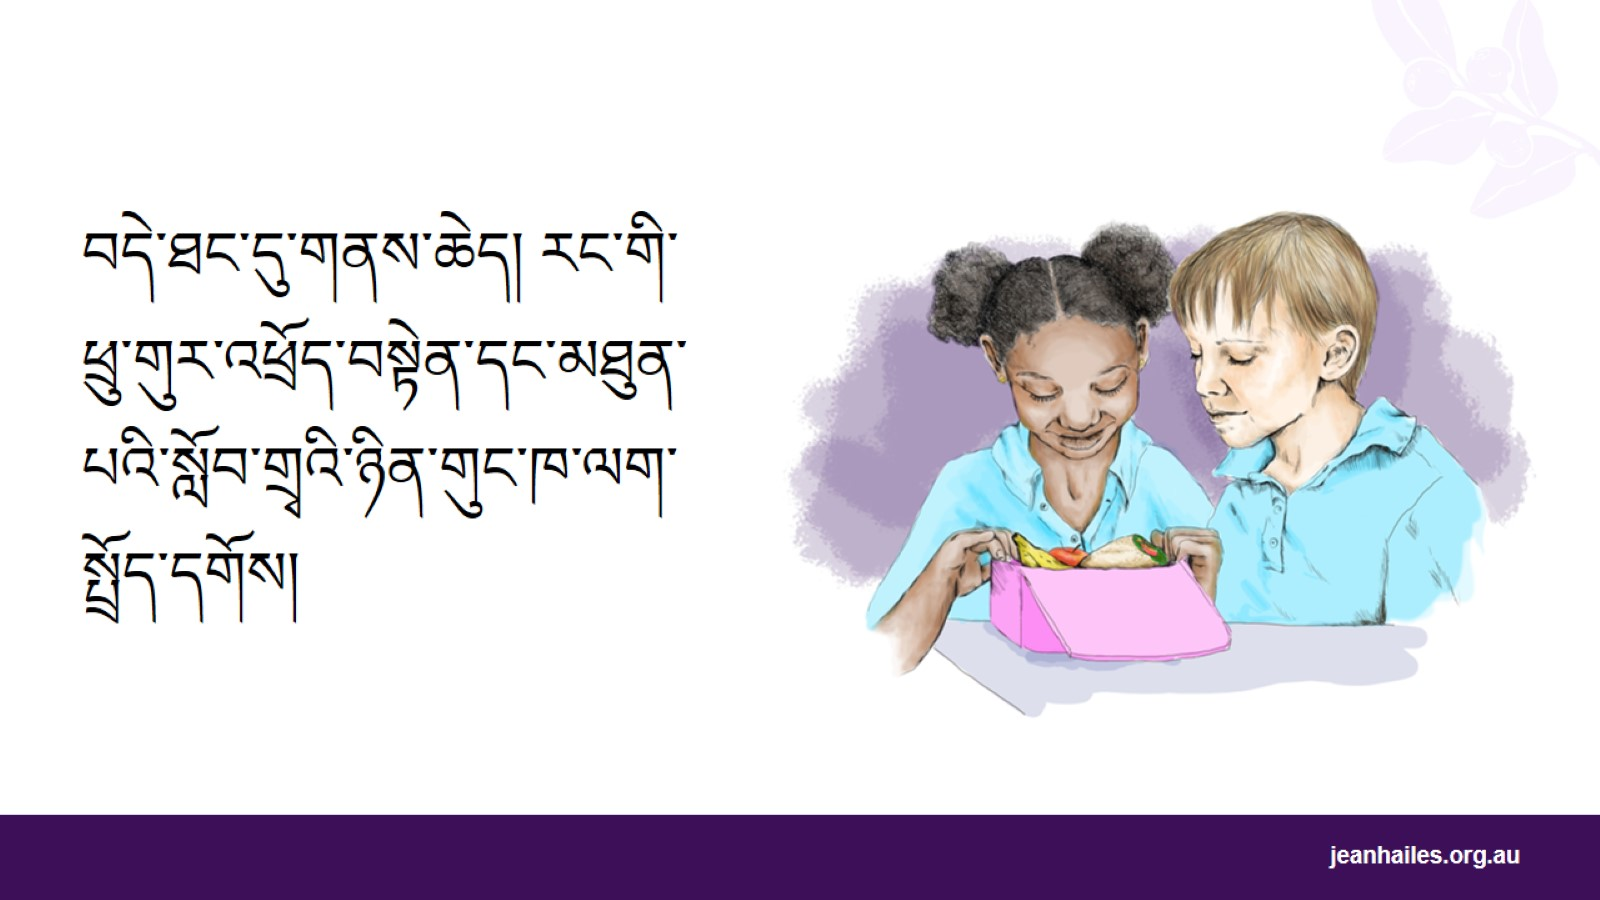 བདེ་ཐང་དུ་གནས་ཆེད། རང་གི་
ཕྲུ་གུར་འཕྲོད་བསྟེན་དང་མཐུན་
པའི་སློབ་གྲྭའི་ཉིན་གུང་ཁ་ལག་
སྤྲོད་དགོས།
jeanhailes.org.au